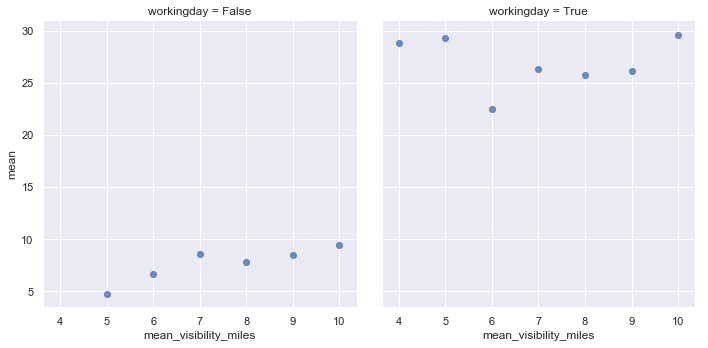 workingday = False
workingday = True
30
25
20
15
10
5
mean
4 5 6 7 8 9 10
4 5 6 7 8 9 10
mean_visibility_miles
mean_visibility_miles